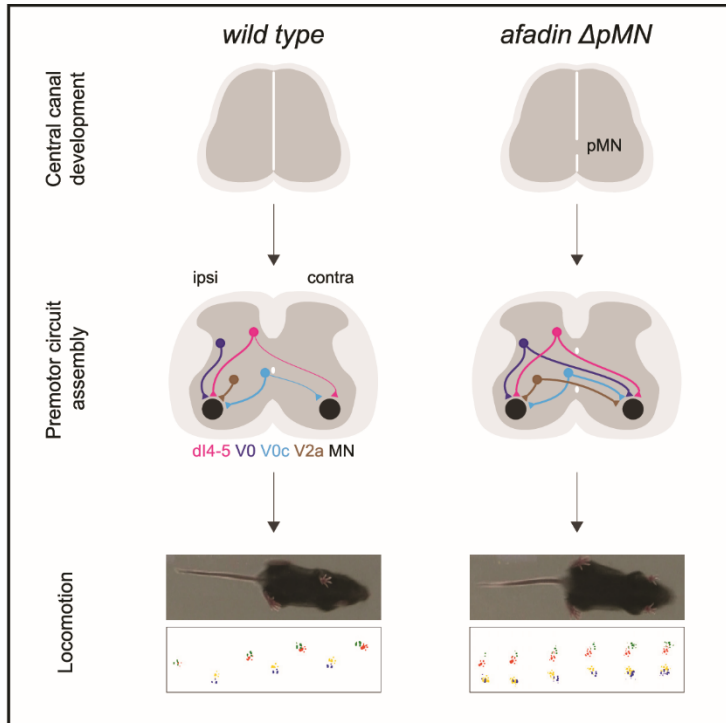 wild type
afadin ΔpMN
Central canal
development
pMN
ipsi
contra
Premotor circuit
assembly
dI4-5 V0 V0c V2a MN
Locomotion